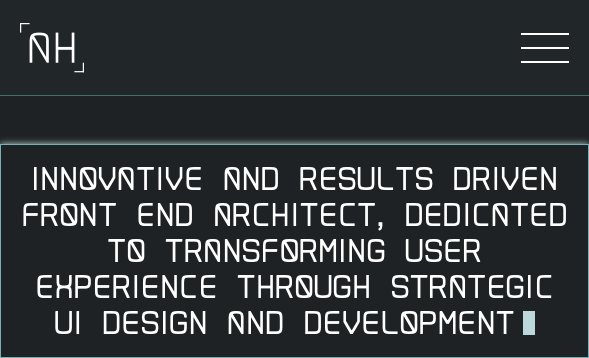 NH
INNOVATIVE AND RESULTS DRIVEN
FRONT END ARCHITECT, DEDICATED
TO TRANSFORMING USER
EXPERIENCE THROUGH STRATEGIC
UI DESIGN AND DEVELOPMENT